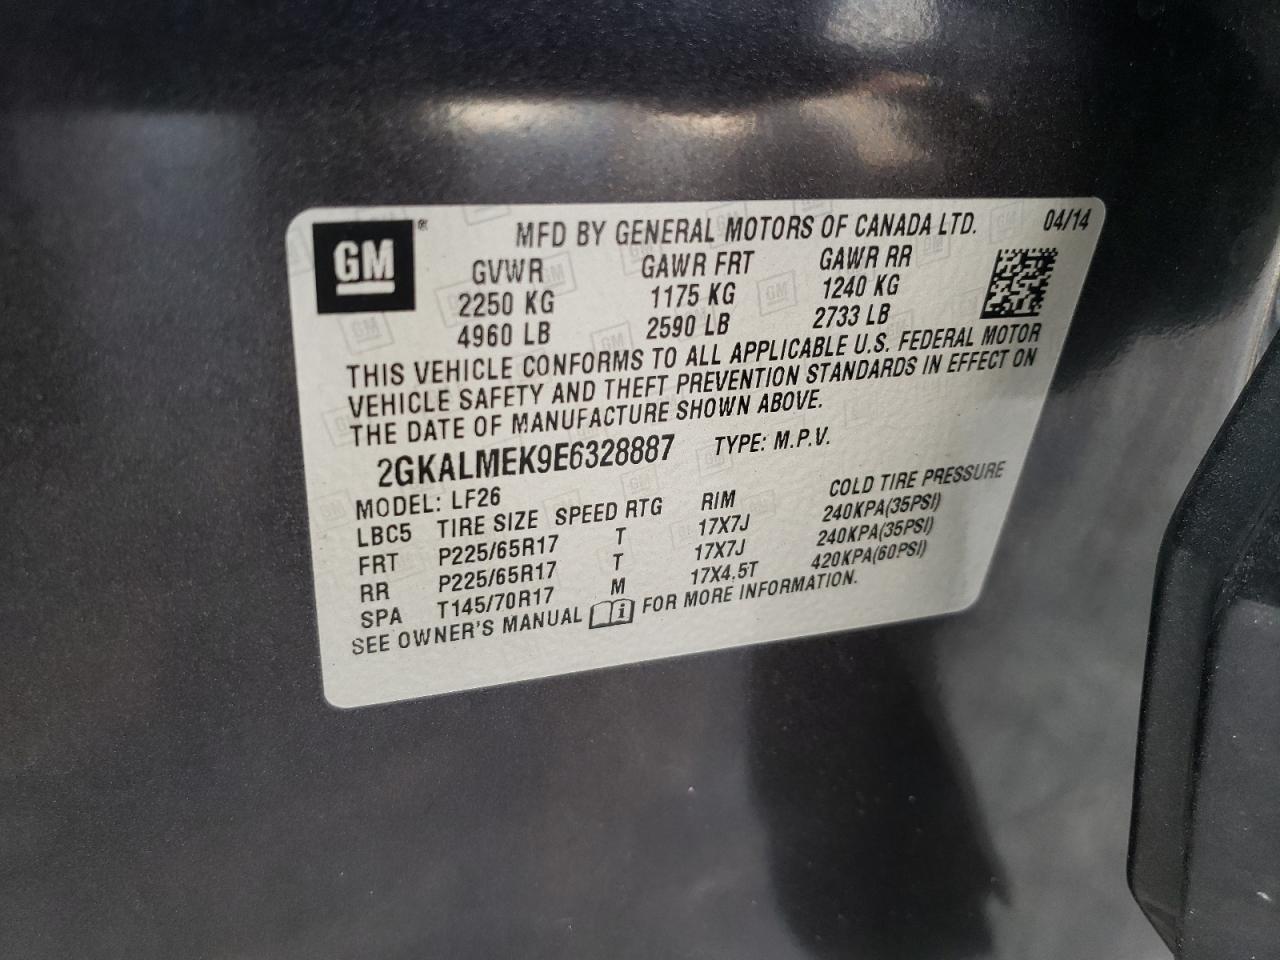 GM ® MFD BY GENERAL MOTORS OF CANADA LTD. 04/14
GVWR GAWR FRT GAWR RR
2250 KG 1175 KG 1240 KG
4960 LB 2590 LB 2733 LB
THIS VEHICLE CONFORMS TO ALL APPLICABLE U.S. FEDERAL MOTOR
VEHICLE SAFETY AND THEFT PREVENTION STANDARDS IN EFFECT ON
THE DATE OF MANUFACTURE SHOWN ABOVE.
2GKALMEK9E6328887 TYPE: M.P.V.
MODEL: LF26
LBC5 TIRE SIZE SPEED RTG RIM COLD TIRE PRESSURE
FRT P225/65R17 T 17X7J 240KPA(35PSI)
RR P225/65R17 T 17X7J 240KPA(35PSI)
SPA T145/70R17 M 17X4.5T 420KPA(60PSI)
SEE OWNER'S MANUAL i FOR MORE INFORMATION.